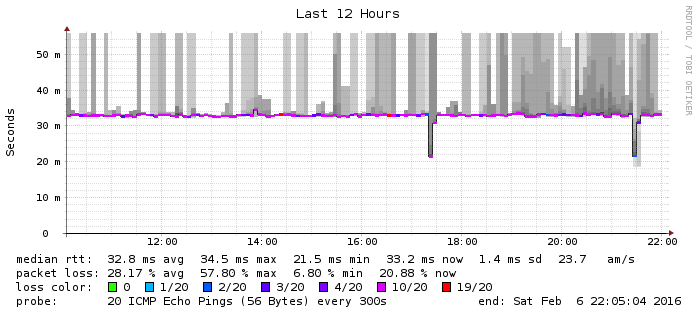 Last 12 Hours
RRDTOOL / TOBI OETIKER
Seconds
50 m
40 m
30 m
20 m
10 m
0
12:00 14:00 16:00 18:00 20:00 22:00
median rtt: 32.8 ms avg 34.5 ms max 21.5 ms min 33.2 ms now 1.4 ms sd 23.7 am/s
packet loss: 28.17 % avg 57.80 % max 6.80 % min 20.88 % now
loss color: 0 1/20 2/20 3/20 4/20 10/20 19/20
probe: 20 ICMP Echo Pings (56 Bytes) every 300s end: Sat Feb 6 22:05:04 2016